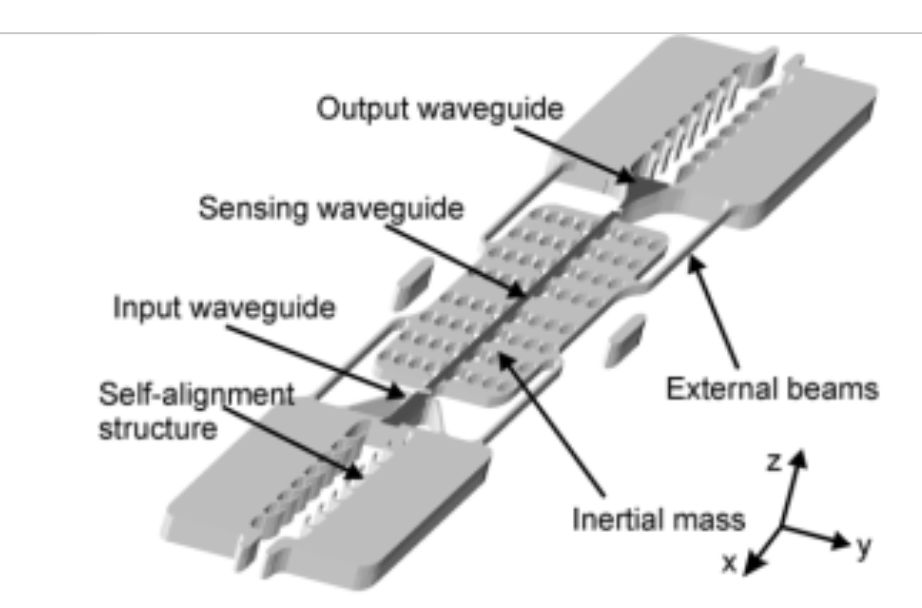 Output waveguide
Sensing waveguide
Input waveguide
Self-alignment
structure
External beams
Inertial mass
z
y
x